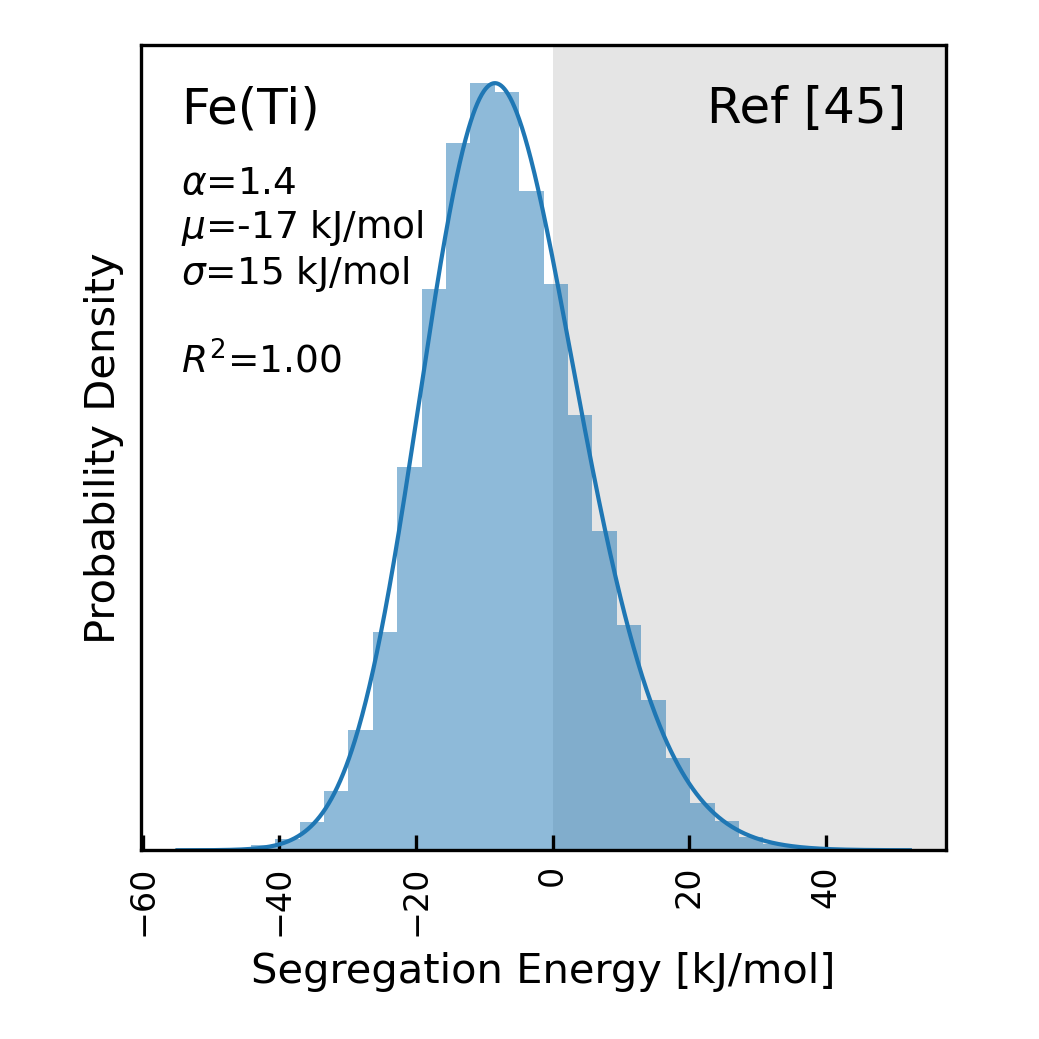 Fe(Ti)
Ref [45]
α=1.4
μ=-17 kJ/mol
σ=15 kJ/mol
R²=1.00
Probability Density
−60
−40
−20
0
20
40
Segregation Energy [kJ/mol]